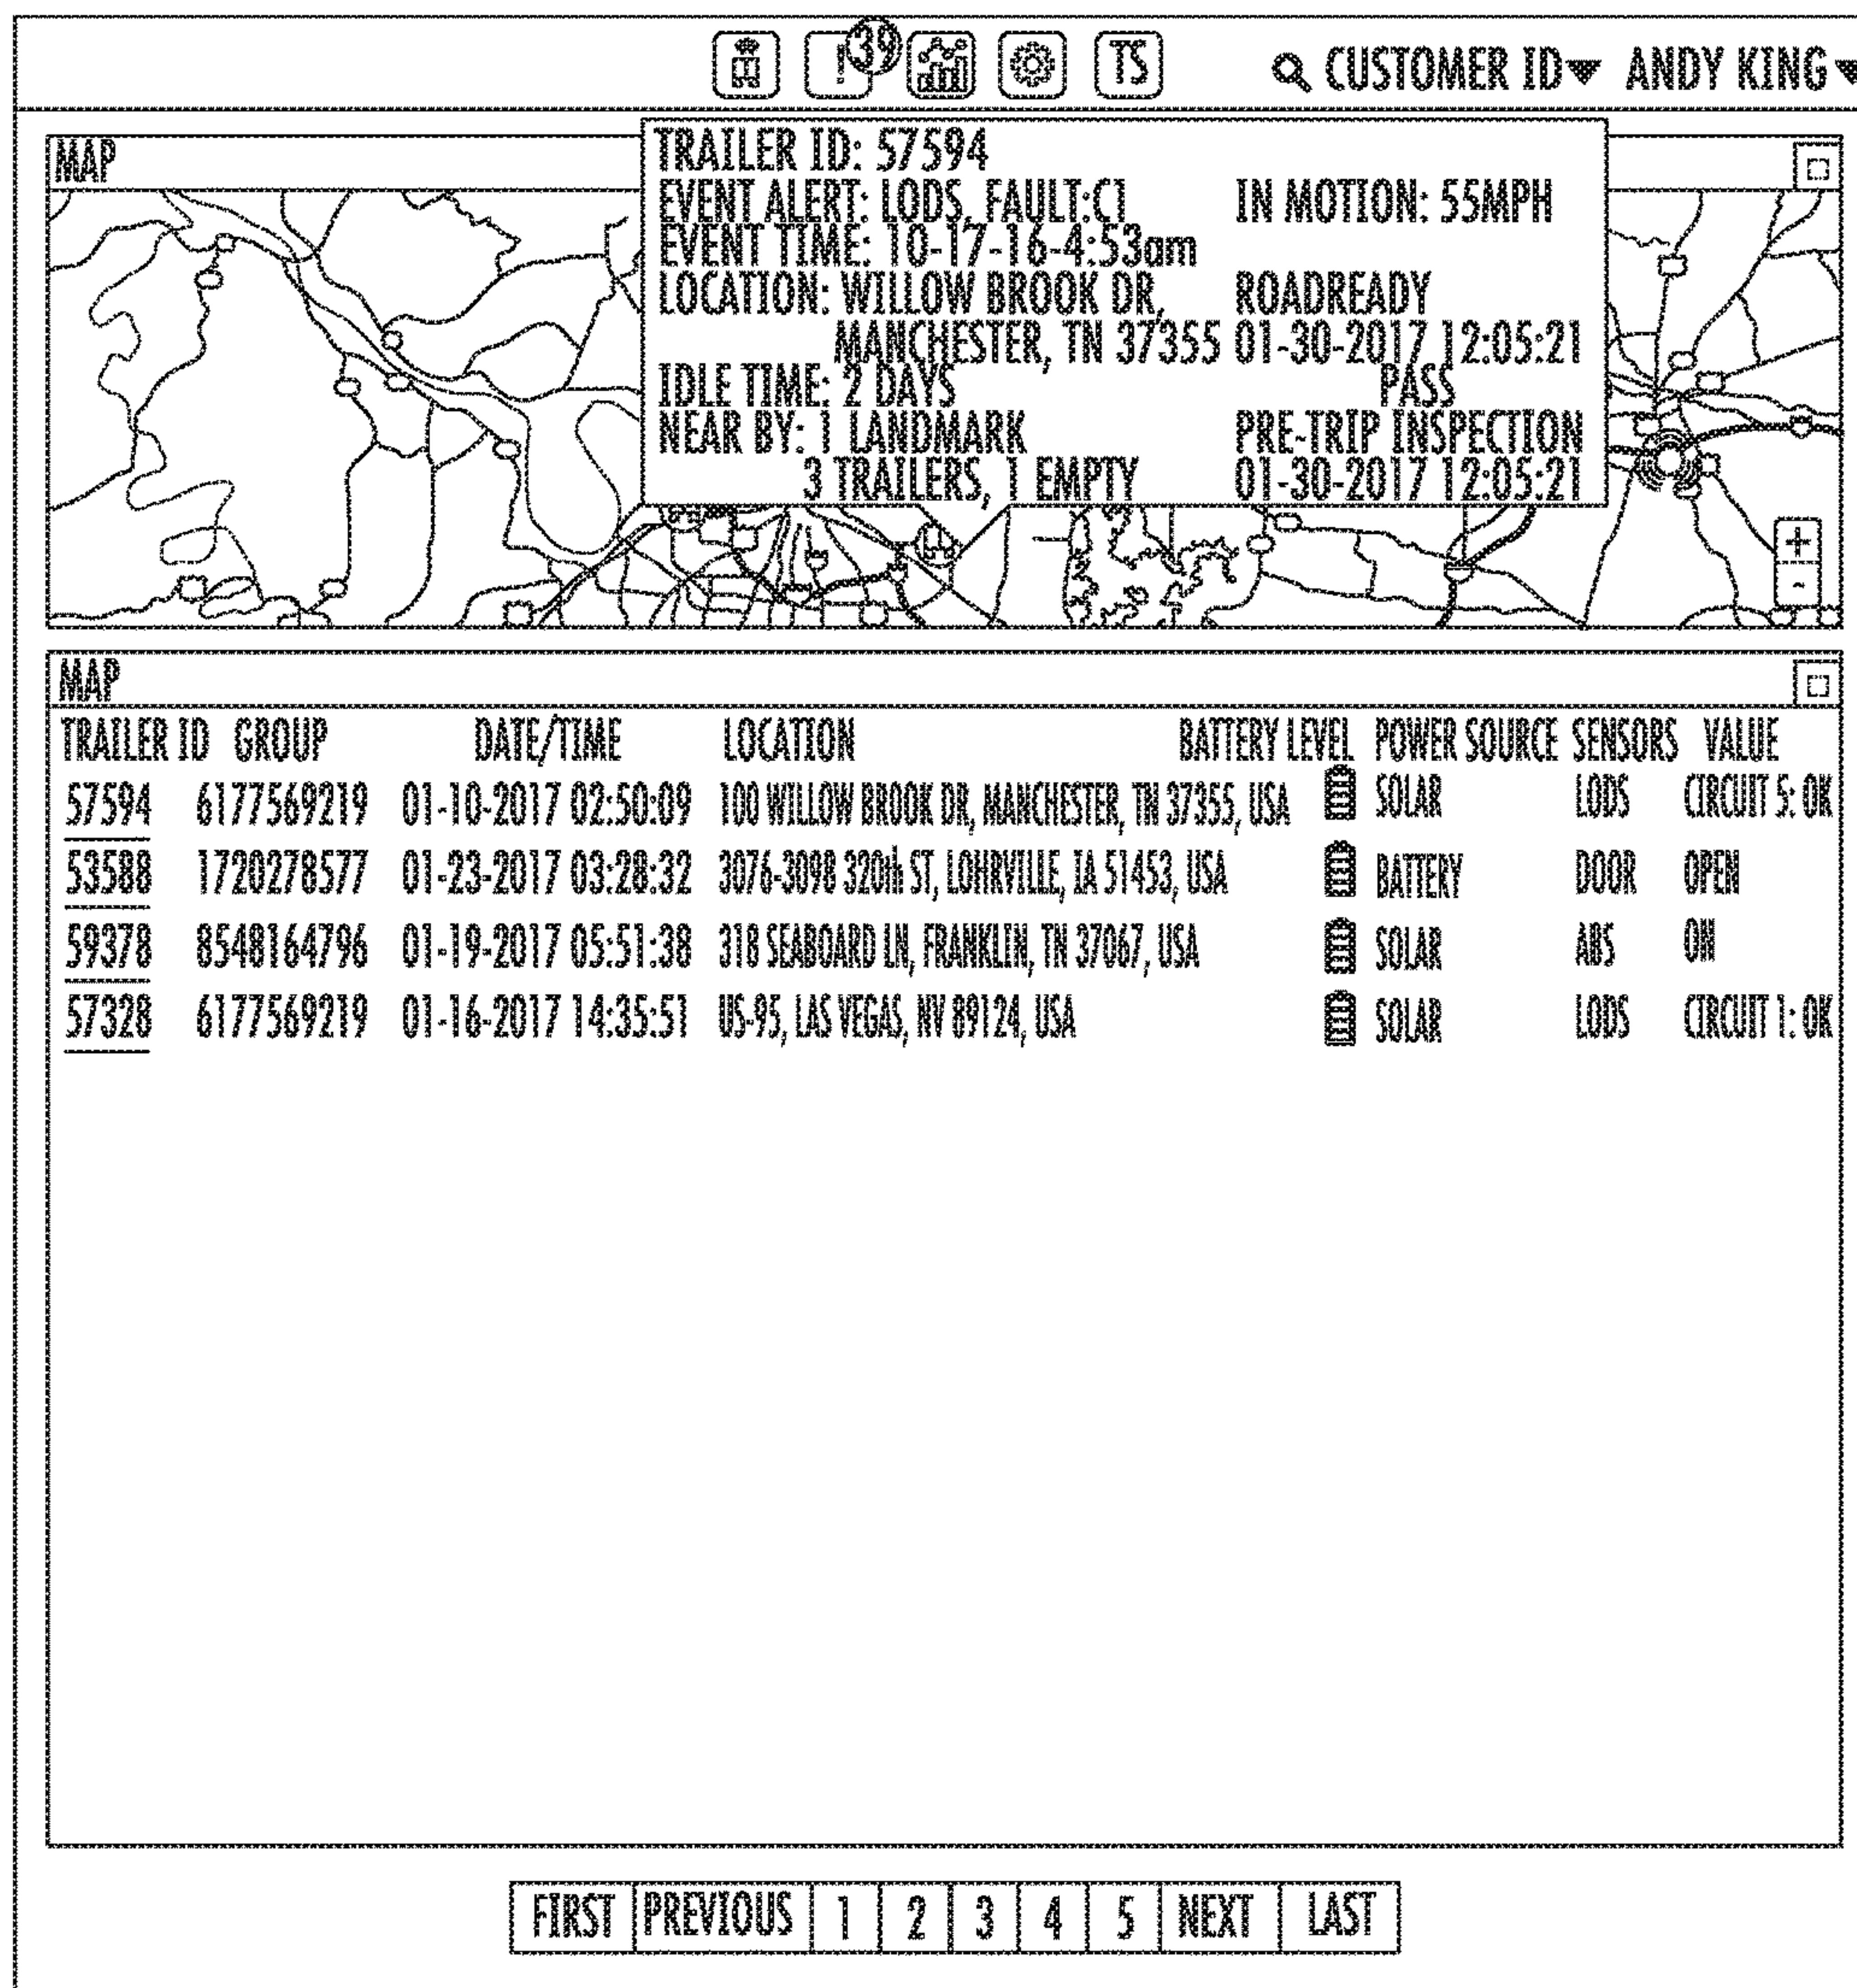 ! 39 TS CUSTOMER ID ANDY KING
MAP
TRAILER ID: 57594
EVENT ALERT: LODS, FAULT:C1 IN MOTION: 55MPH
EVENT TIME: 10-17-16-4:53am
LOCATION: WILLOW BROOK DR, ROADREADY
MANCHESTER, TN 37355 01-30-2017 12:05:21
IDLE TIME: 2 DAYS PASS
NEAR BY: 1 LANDMARK PRE-TRIP INSPECTION
3 TRAILERS, 1 EMPTY 01-30-2017 12:05:21
+
-
MAP
TRAILER ID GROUP DATE/TIME LOCATION BATTERY LEVEL POWER SOURCE SENSORS VALUE
57594 6177569219 01-10-2017 02:50:09 100 WILLOW BROOK DR, MANCHESTER, TN 37355, USA SOLAR LODS CIRCUIT 5: OK
53588 1720278577 01-23-2017 03:28:32 3076-3098 320th ST, LOHRVILLE, IA 51453, USA BATTERY DOOR OPEN
59378 8548164796 01-19-2017 05:51:38 318 SEABOARD LN, FRANKLIN, TN 37067, USA SOLAR ABS ON
57328 6177569219 01-16-2017 14:35:51 US-95, LAS VEGAS, NV 89124, USA SOLAR LODS CIRCUIT 1: OK
FIRST PREVIOUS 1 2 3 4 5 NEXT LAST